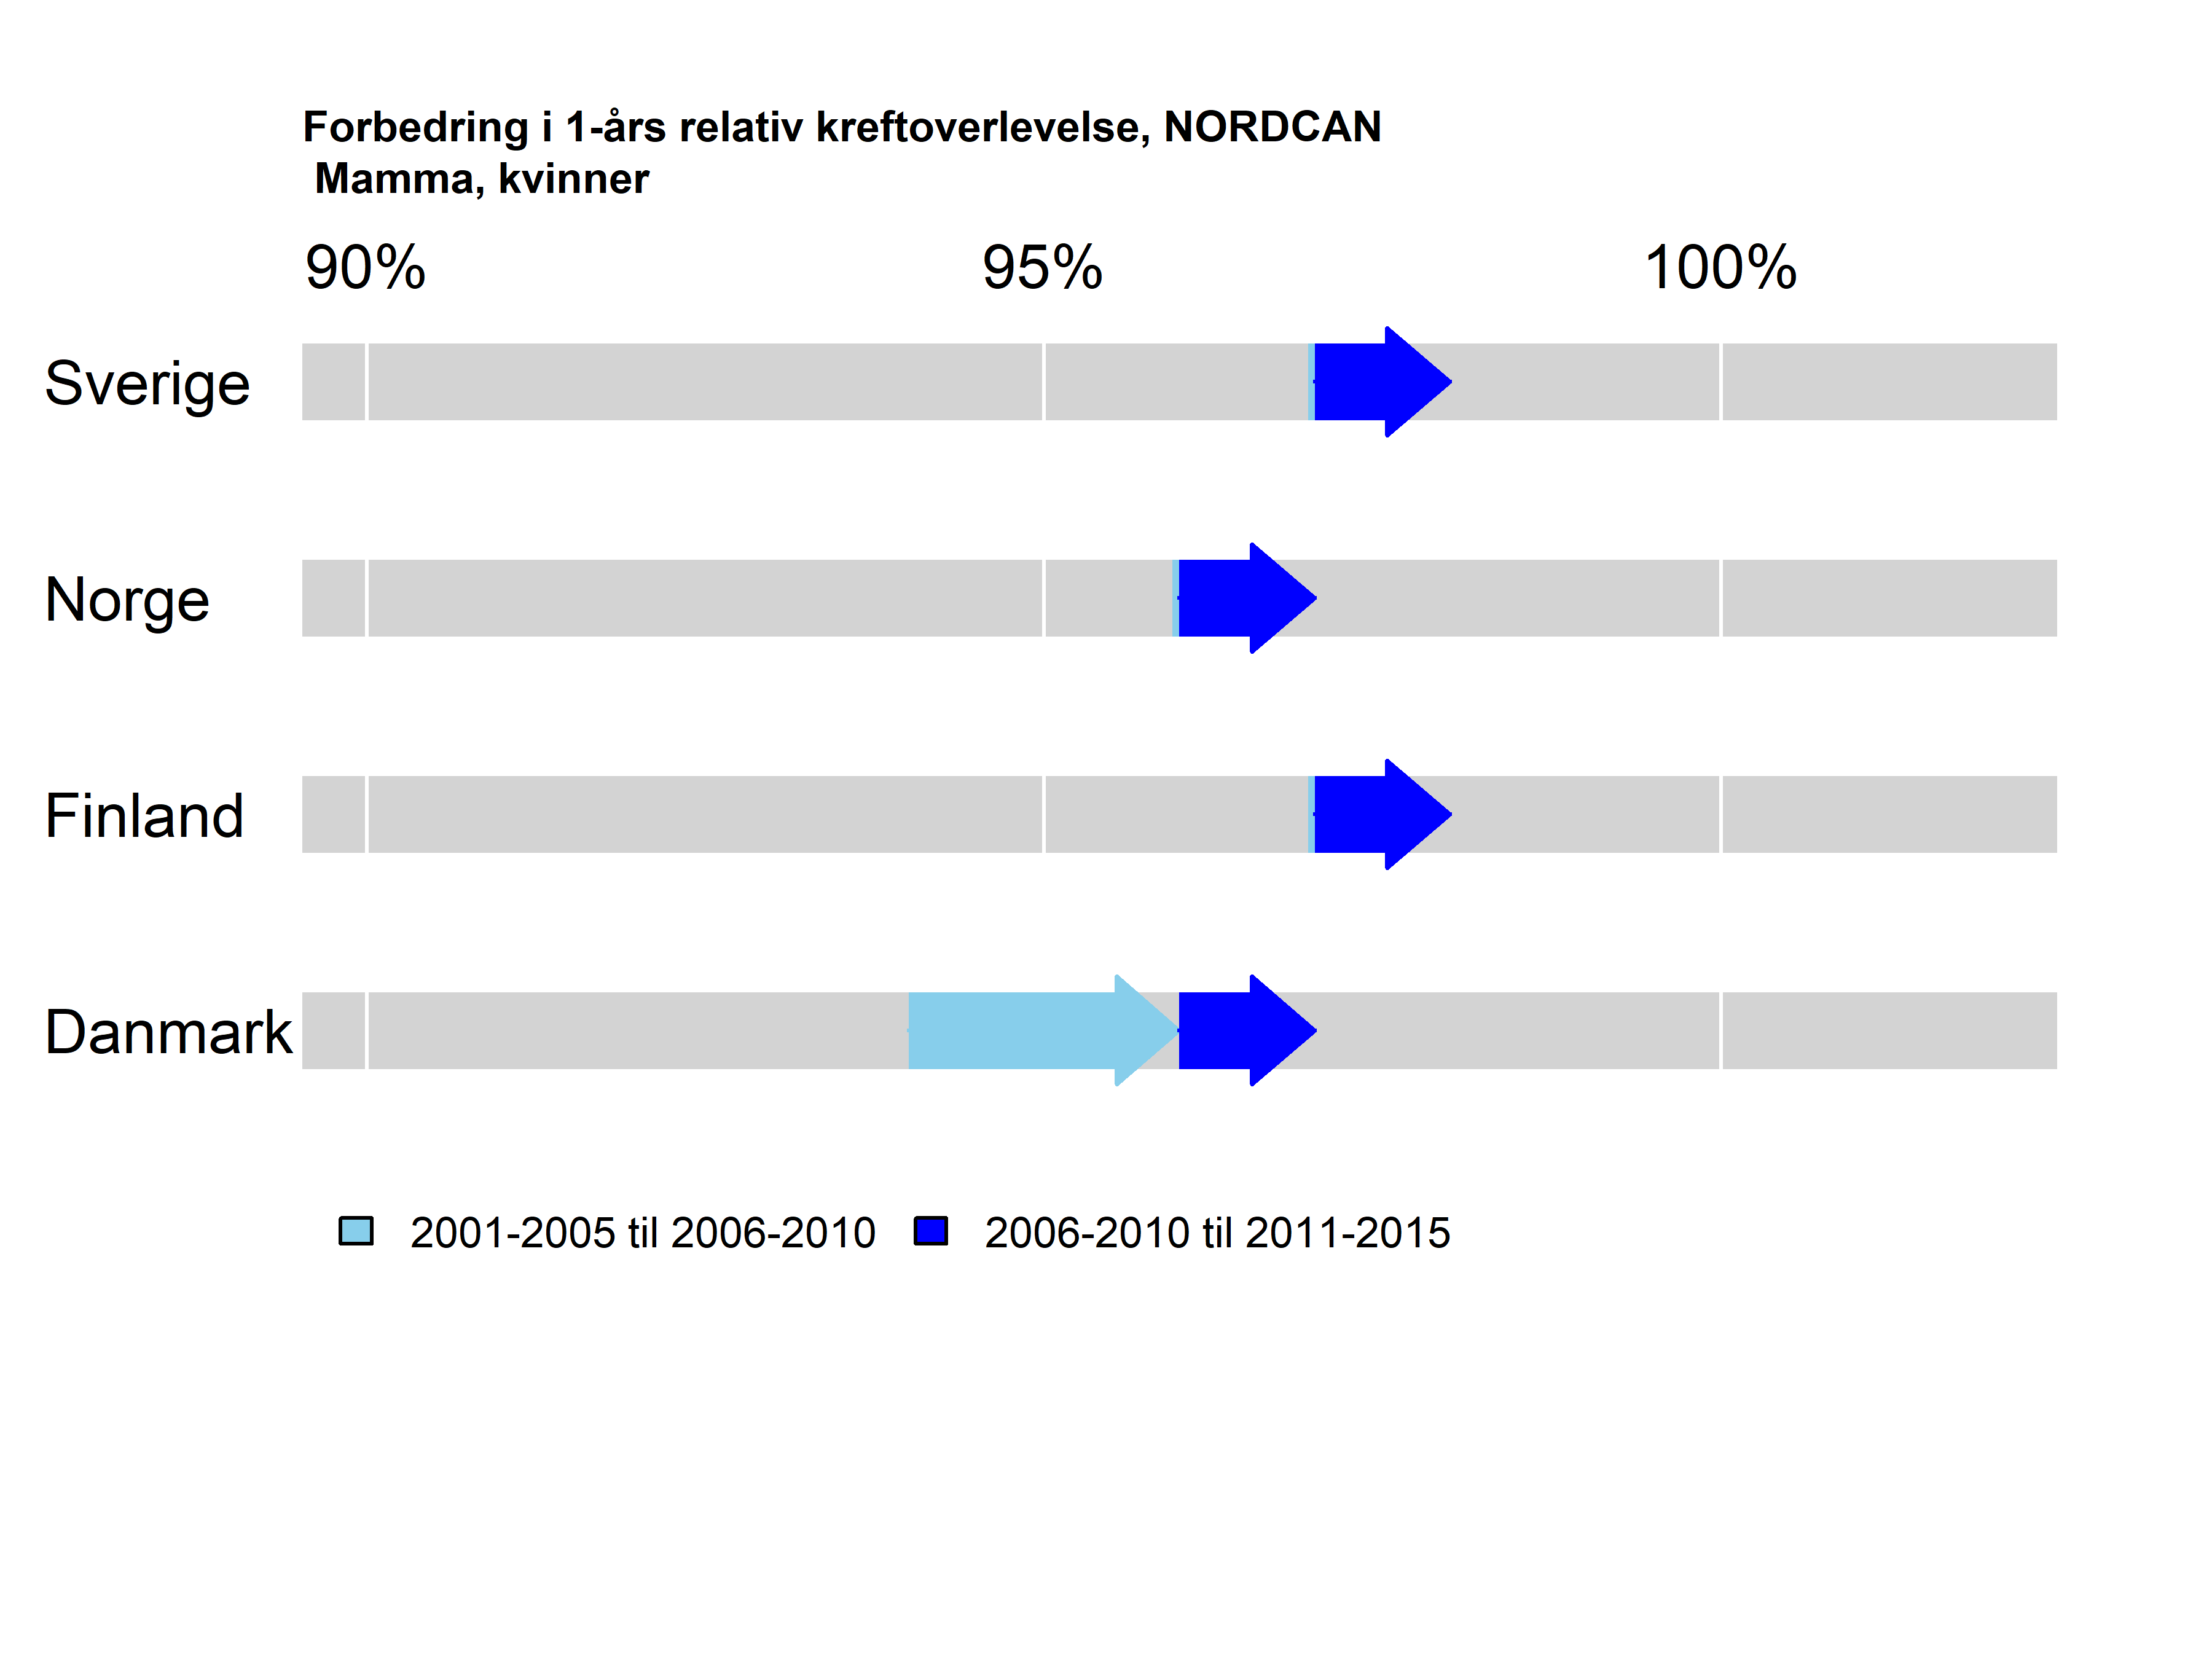 Forbedring i 1-års relativ kreftoverlevelse, NORDCAN
Mamma, kvinner
90% 95% 100%
Sverige
Norge
Finland
Danmark
2001-2005 til 2006-2010 2006-2010 til 2011-2015